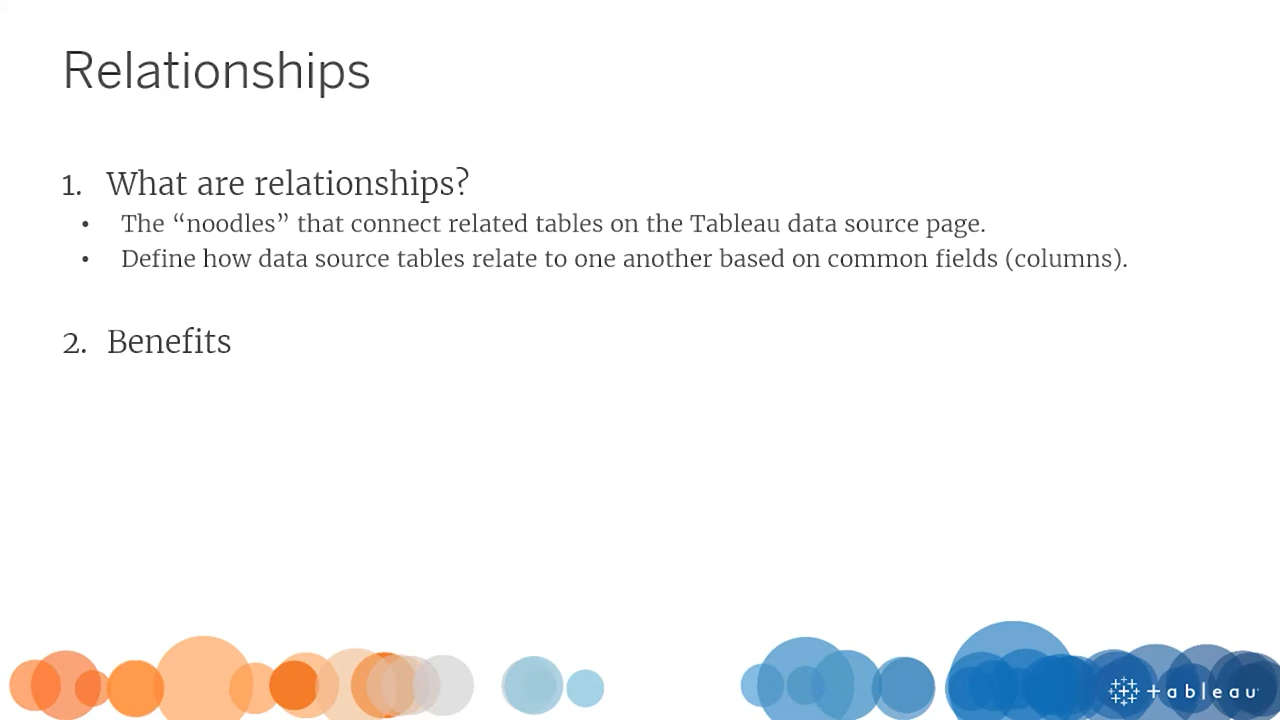 Relationships
1. What are relationships?
• The “noodles” that connect related tables on the Tableau data source page.
• Define how data source tables relate to one another based on common fields (columns).
2. Benefits
tableau